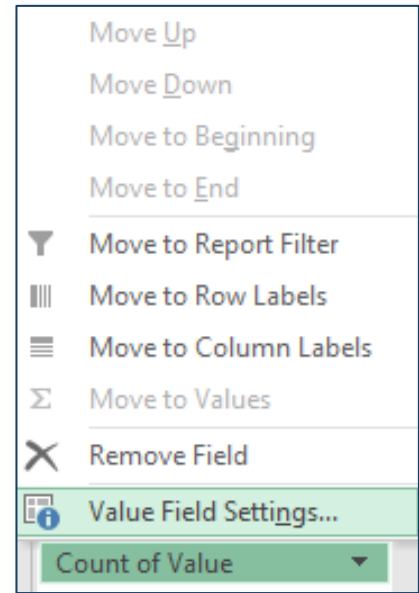 Move Up
Move Down
Move to Beginning
Move to End
Move to Report Filter
Move to Row Labels
Move to Column Labels
Move to Values
Remove Field
Value Field Settings...
Count of Value